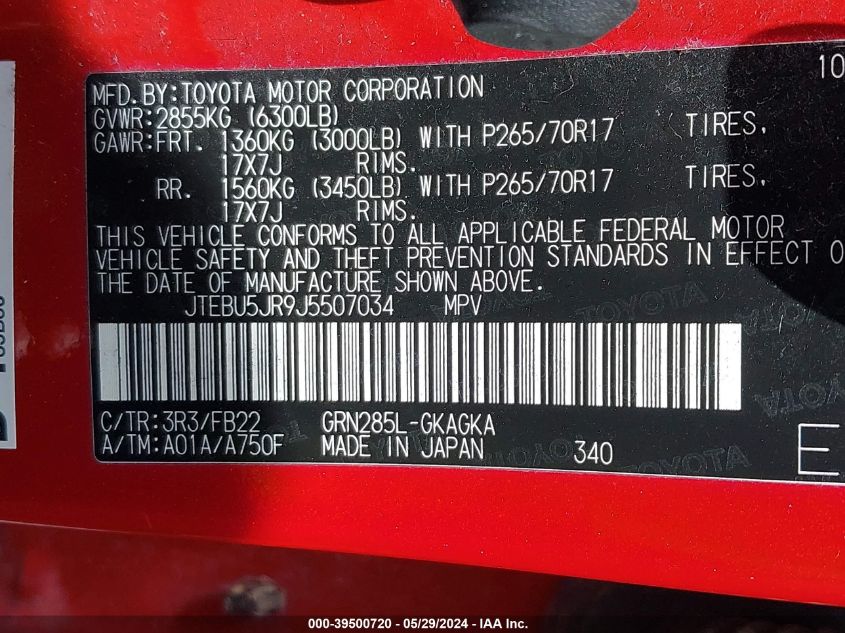 10
MFD.BY:TOYOTA MOTOR CORPORATION
GVWR:2855KG (6300LB)
GAWR:FRT. 1360KG (3000LB) WITH P265/70R17 TIRES,
17X7J RIMS.
RR. 1560KG (3450LB) WITH P265/70R17 TIRES,
17X7J RIMS.
THIS VEHICLE CONFORMS TO ALL APPLICABLE FEDERAL MOTOR
VEHICLE SAFETY AND THEFT PREVENTION STANDARDS IN EFFECT O
THE DATE OF MANUFACTURE SHOWN ABOVE.
JTEBU5JR9J5507034 MPV
C/TR:3R3/FB22 GRN285L-GKAGKA
A/TM:A01A/A750F MADE IN JAPAN 340 E
TOYOTA
000-39500720 - 05/29/2024 - IAA Inc.